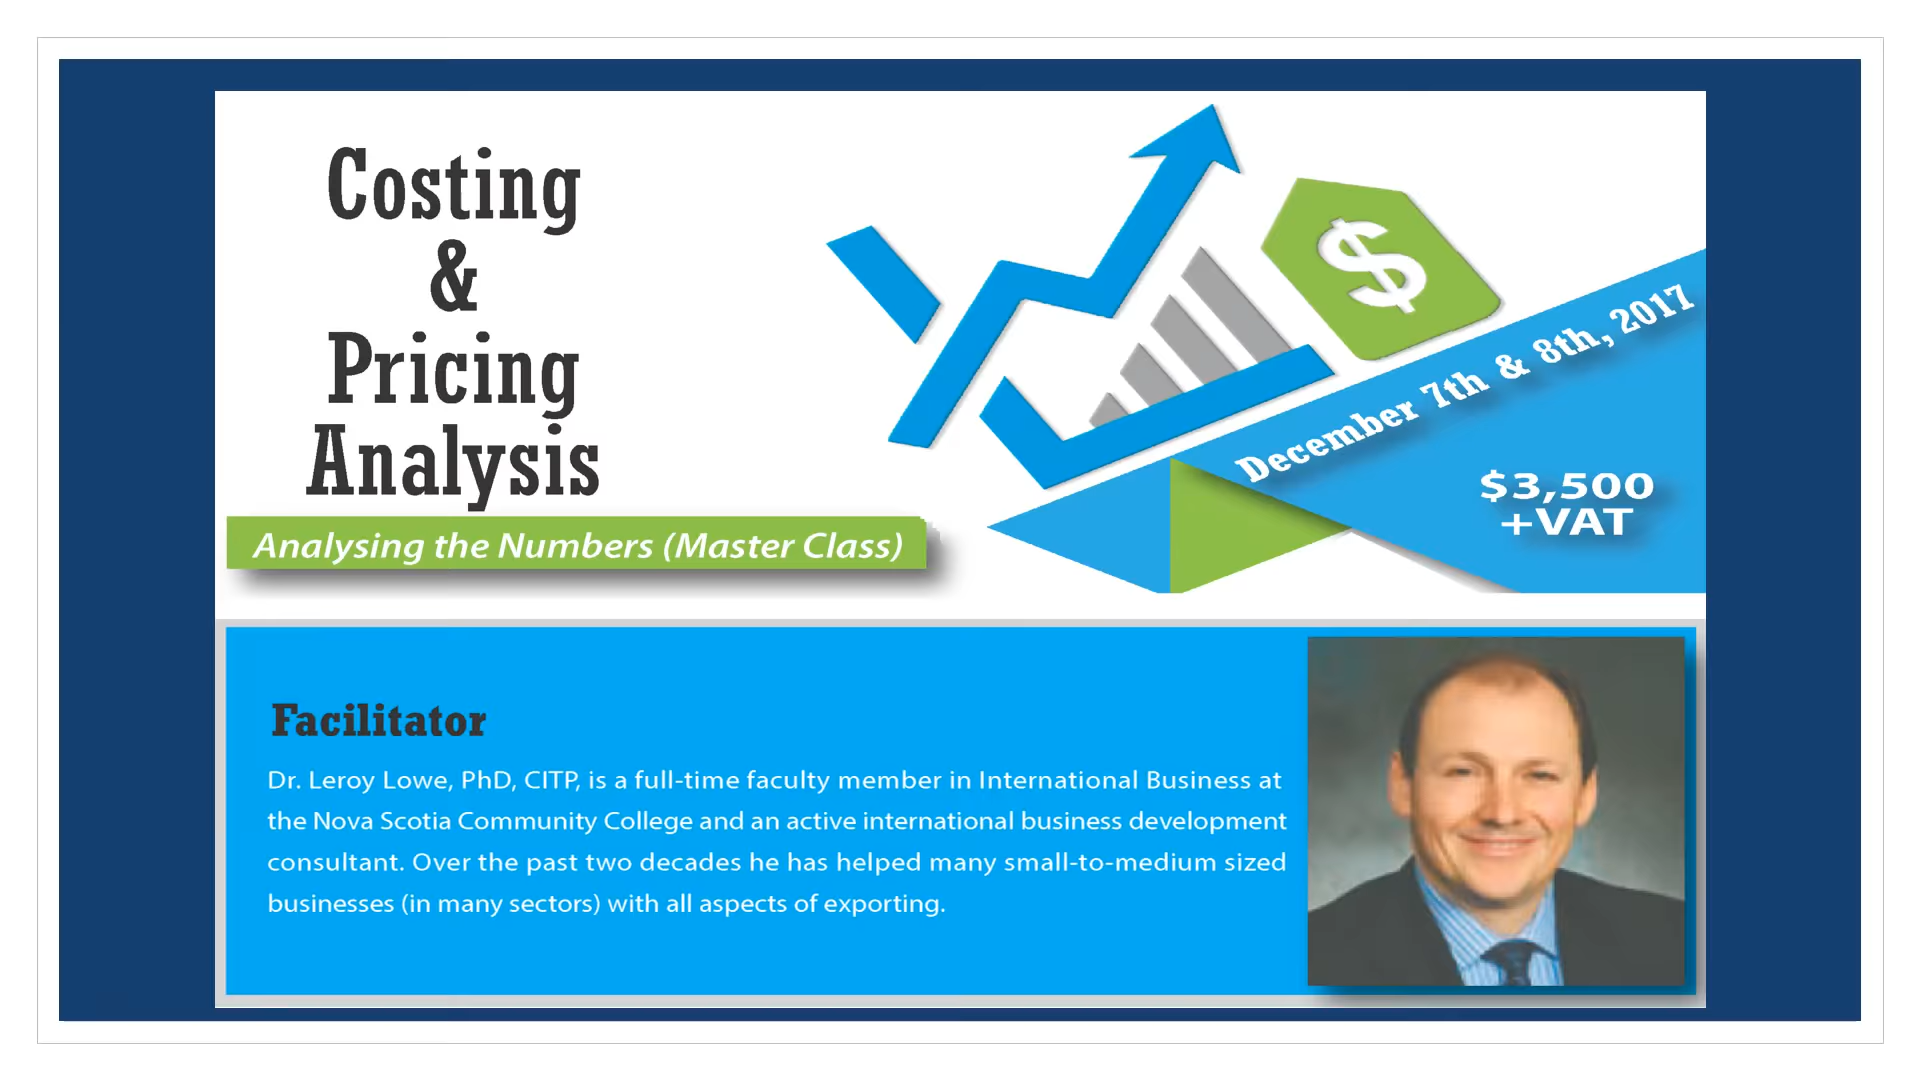 Costing
&
Pricing
Analysis
Analysing the Numbers (Master Class)
$
December 7th & 8th, 2017
$3,500
+VAT
Facilitator
Dr. Leroy Lowe, PhD, CITP, is a full-time faculty member in International Business at
the Nova Scotia Community College and an active international business development
consultant. Over the past two decades he has helped many small-to-medium sized
businesses (in many sectors) with all aspects of exporting.